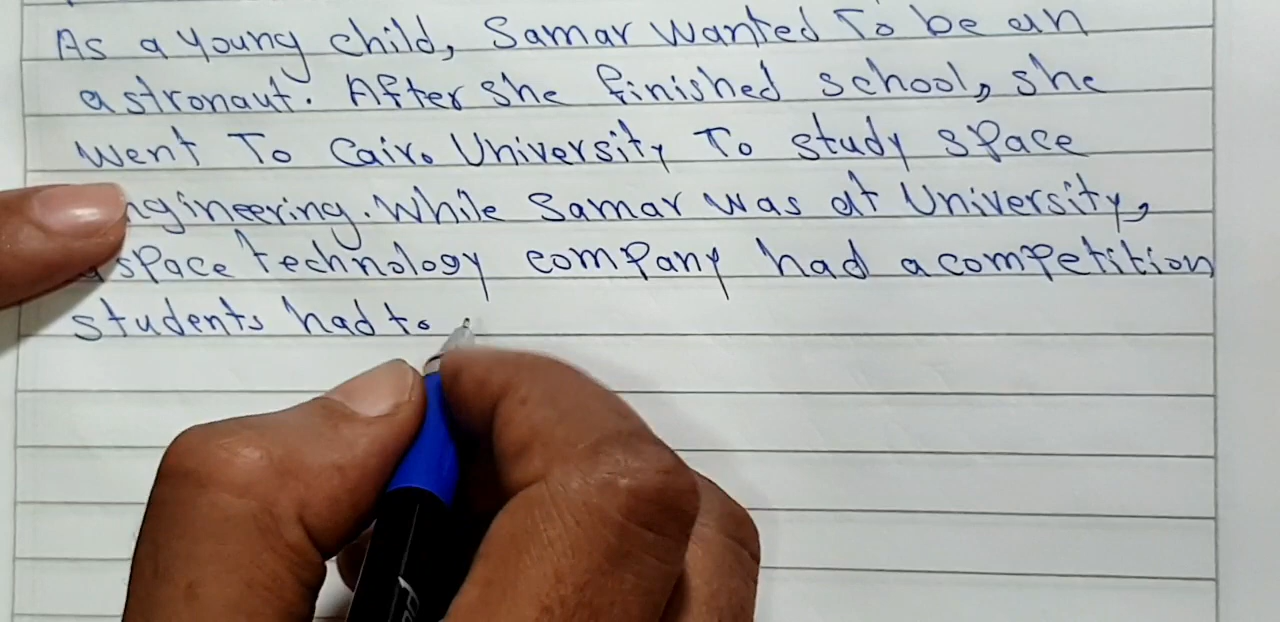 As a young child, Samar wanted To be an
astronaut. After she finished school, she
went To Cairo University To study space
ngineering. While Samar was at University,
a space technology company had a competition
students had to